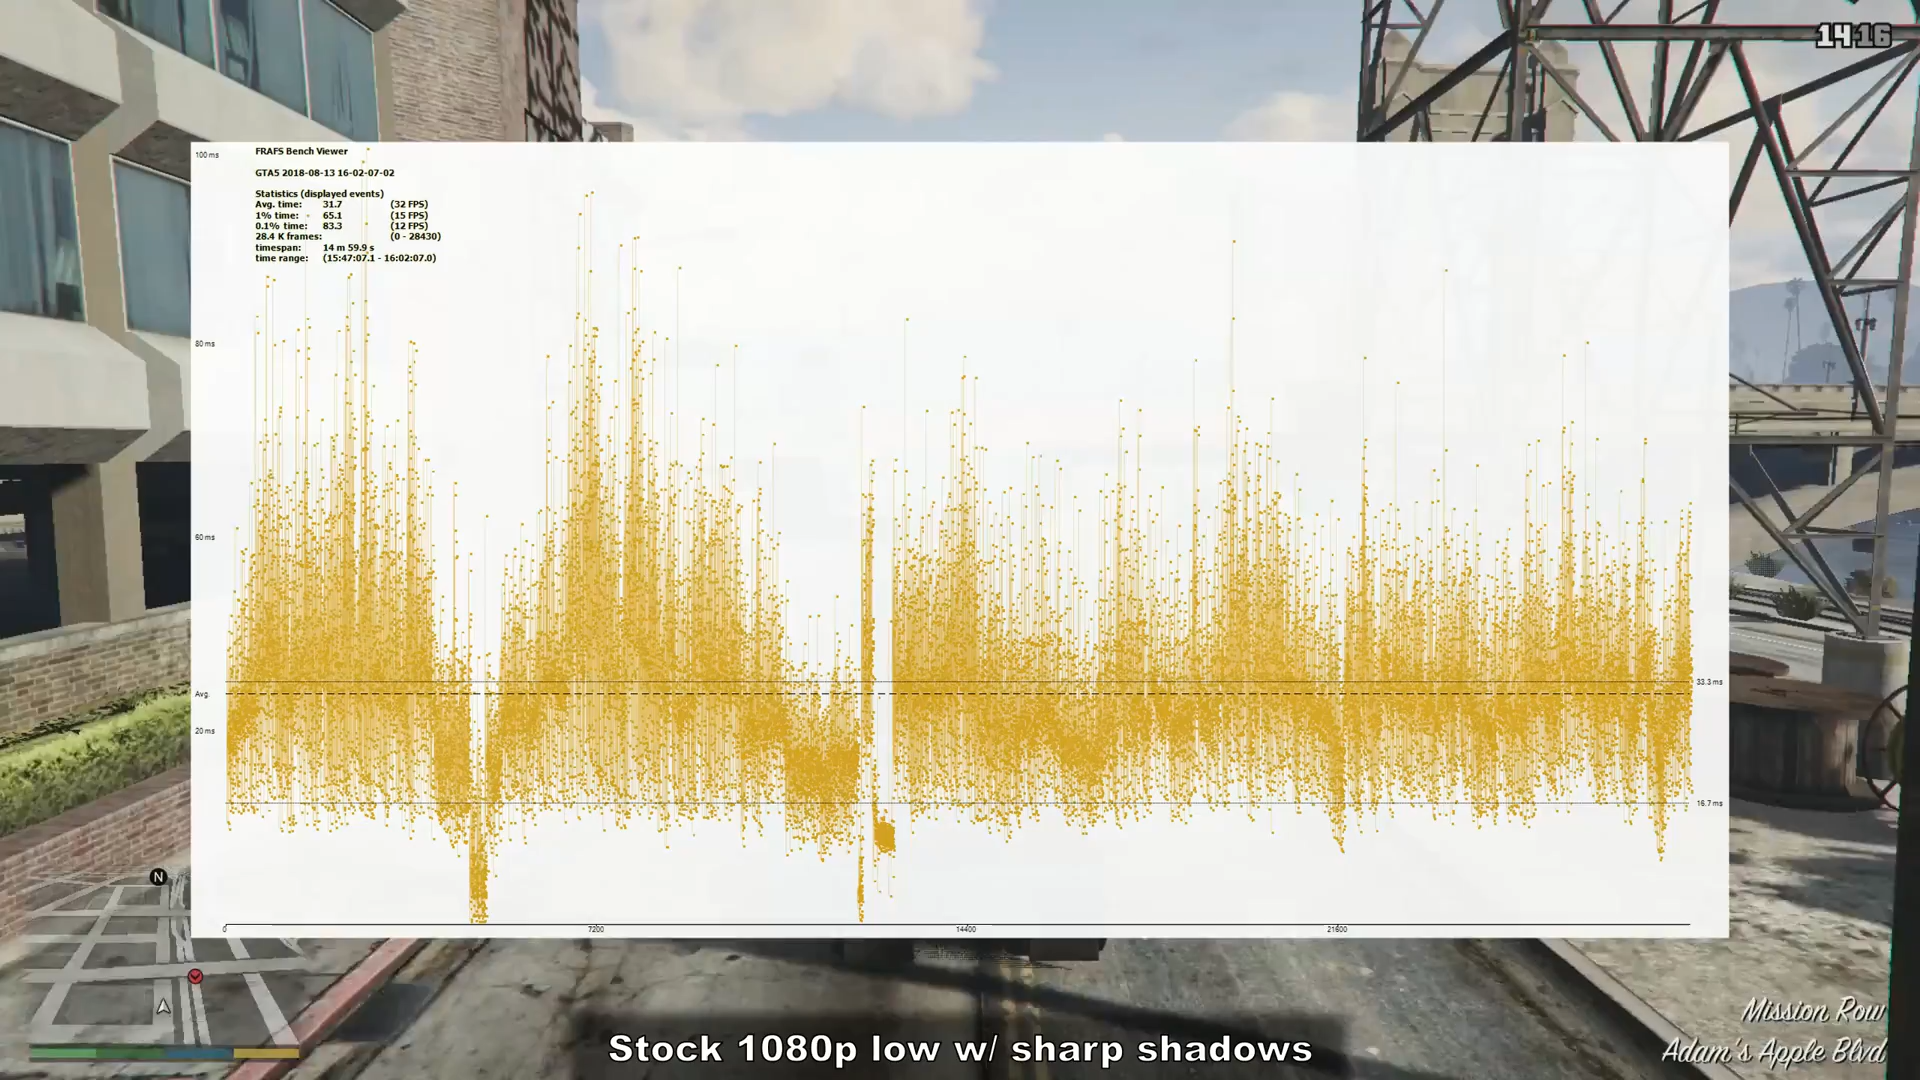 14:16
100 ms
FRAFS Bench Viewer
GTA5 2018-08-13 16-02-07-02
Statistics (displayed events)
Avg. time: 31.7 (32 FPS)
1% time: 65.1 (15 FPS)
0.1% time: 83.3 (12 FPS)
28.4 K frames: (0 - 28430)
timespan: 14 m 59.9 s
time range: (15:47:07.1 - 16:02:07.0)
80 ms
60 ms
33.3 ms
Avg.
20 ms
16.7 ms
0 7200 14400 21600
N
Mission Row
Adam's Apple Blvd
Stock 1080p low w/ sharp shadows